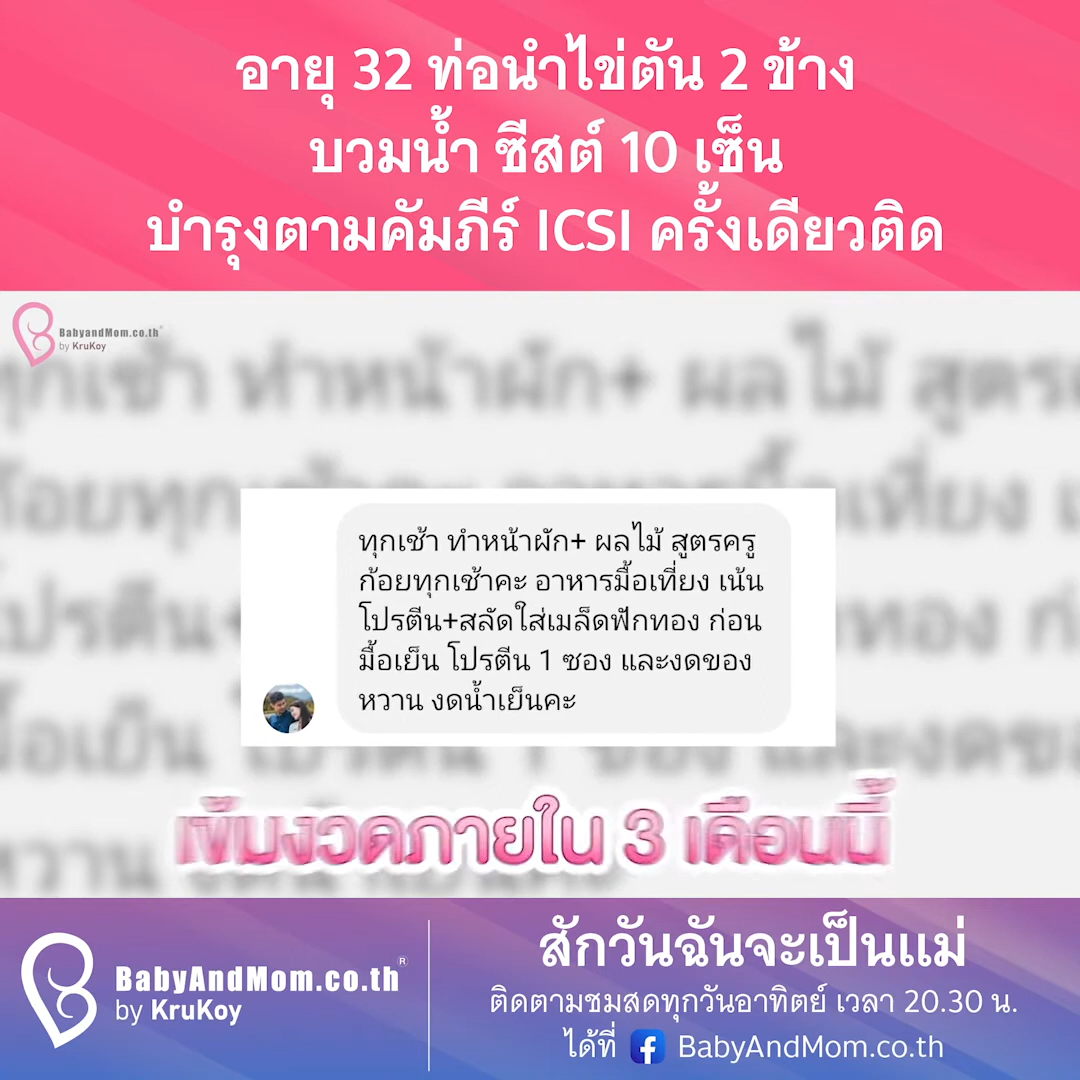 อายุ 32 ท่อนำไข่ตัน 2 ข้าง
บวมน้ำ ซีสต์ 10 เซ็น
บำรุงตามคัมภีร์ ICSI ครั้งเดียวติด
BabyandMom.co.th
by KruKoy
ทุกเช้า ทำหน้าผัก+ ผลไม้ สูตรครู
ก้อยทุกเช้าคะ อาหารมื้อเที่ยง เน้น
โปรตีน+สลัดใส่เมล็ดฟักทอง ก่อน
มื้อเย็น โปรตีน 1 ซอง และงดของ
หวาน งดน้ำเย็นคะ
เข้มงวดภายใน 3 เดือนนี้
BabyAndMom.co.th®
by KruKoy
สักวันฉันจะเป็นแม่
ติดตามชมสดทุกวันอาทิตย์ เวลา 20.30 น.
ได้ที่ BabyAndMom.co.th